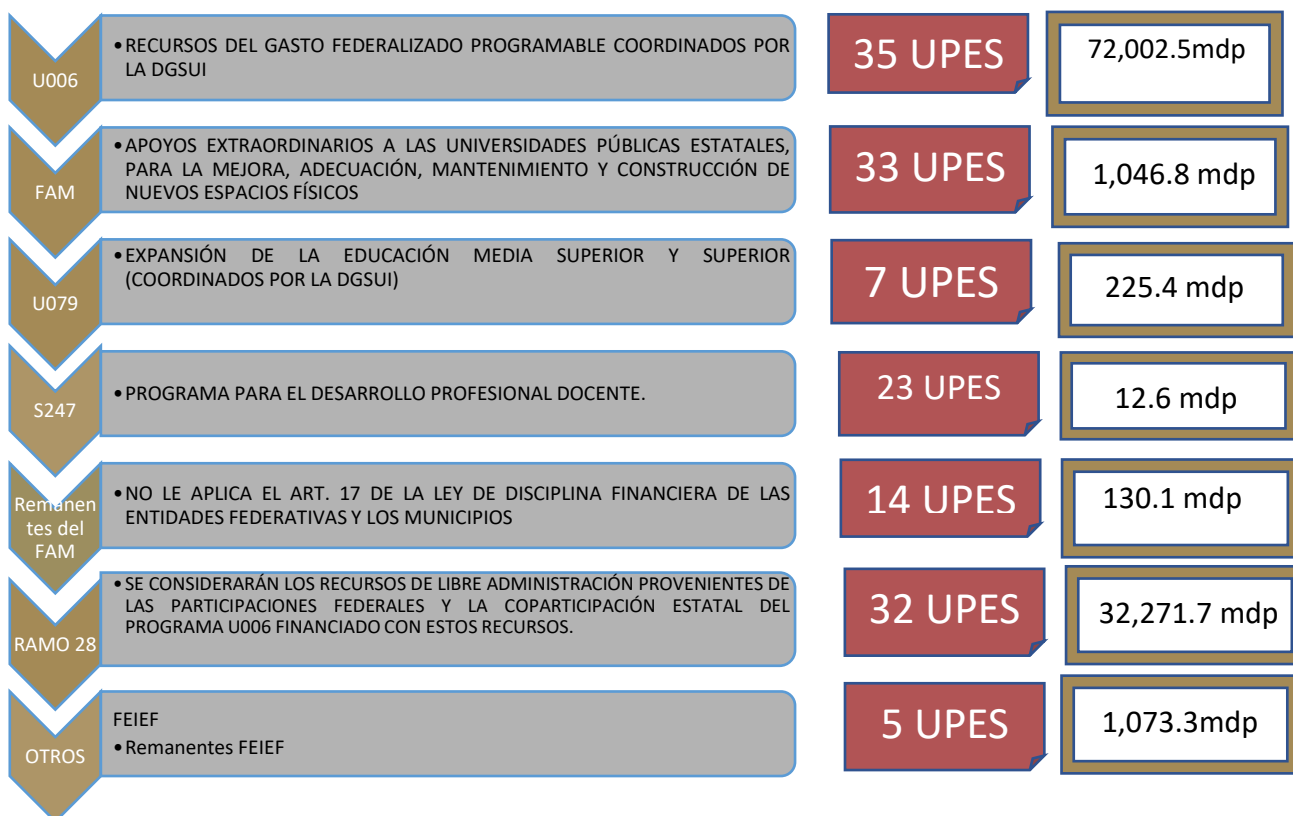 U006
•RECURSOS DEL GASTO FEDERALIZADO PROGRAMABLE COORDINADOS POR
LA DGSUI
35 UPES
72,002.5mdp
FAM
•APOYOS EXTRAORDINARIOS A LAS UNIVERSIDADES PÚBLICAS ESTATALES,
PARA LA MEJORA, ADECUACIÓN, MANTENIMIENTO Y CONSTRUCCIÓN DE
NUEVOS ESPACIOS FÍSICOS
33 UPES
1,046.8 mdp
U079
•EXPANSIÓN DE LA EDUCACIÓN MEDIA SUPERIOR Y SUPERIOR
(COORDINADOS POR LA DGSUI)
7 UPES
225.4 mdp
S247
•PROGRAMA PARA EL DESARROLLO PROFESIONAL DOCENTE.
23 UPES
12.6 mdp
Remanen
tes del
FAM
•NO LE APLICA EL ART. 17 DE LA LEY DE DISCIPLINA FINANCIERA DE LAS
ENTIDADES FEDERATIVAS Y LOS MUNICIPIOS
14 UPES
130.1 mdp
RAMO 28
•SE CONSIDERARÁN LOS RECURSOS DE LIBRE ADMINISTRACIÓN PROVENIENTES DE
LAS PARTICIPACIONES FEDERALES Y LA COPARTICIPACIÓN ESTATAL DEL
PROGRAMA U006 FINANCIADO CON ESTOS RECURSOS.
32 UPES
32,271.7 mdp
OTROS
FEIEF
•Remanentes FEIEF
5 UPES
1,073.3mdp